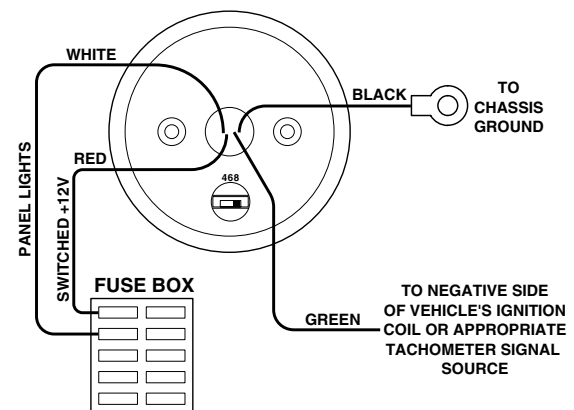 WHITE
BLACK
TO
CHASSIS
GROUND
RED
468
PANEL LIGHTS
SWITCHED +12V
FUSE BOX
GREEN
TO NEGATIVE SIDE
OF VEHICLE'S IGNITION
COIL OR APPROPRIATE
TACHOMETER SIGNAL
SOURCE